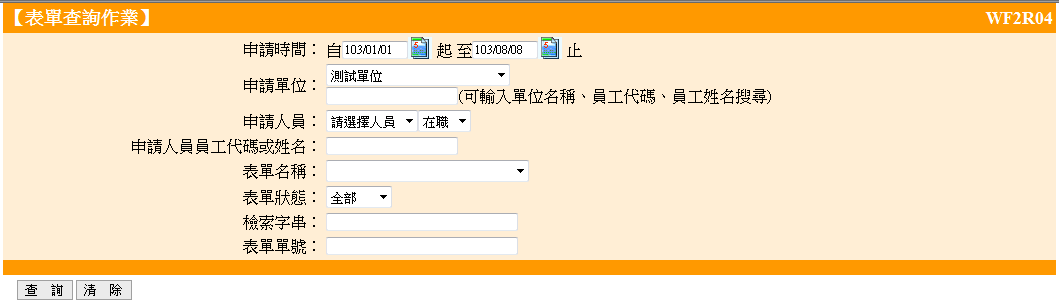 【表單查詢作業】 WF2R04
申請時間： 自 103/01/01 起 至 103/08/08 止
申請單位： 測試單位
(可輸入單位名稱、員工代碼、員工姓名搜尋)
申請人員： 請選擇人員 在職
申請人員員工代碼或姓名：
表單名稱：
表單狀態： 全部
檢索字串：
表單單號：
查 詢 清 除